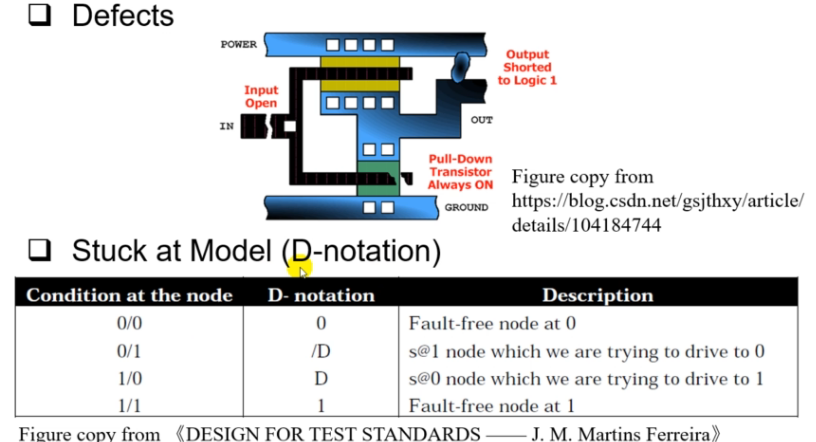 ❑ Defects
POWER
Output
Shorted
to Logic 1
Input
Open
IN
OUT
Pull-Down
Transistor
Always ON
GROUND
Figure copy from
https://blog.csdn.net/gsjthxy/article/
details/104184744
❑ Stuck at Model (D-notation)
Condition at the node D- notation Description
0/0 0 Fault-free node at 0
0/1 /D s@1 node which we are trying to drive to 0
1/0 D s@0 node which we are trying to drive to 1
1/1 1 Fault-free node at 1
Figure copy from 《DESIGN FOR TEST STANDARDS —— J. M. Martins Ferreira》